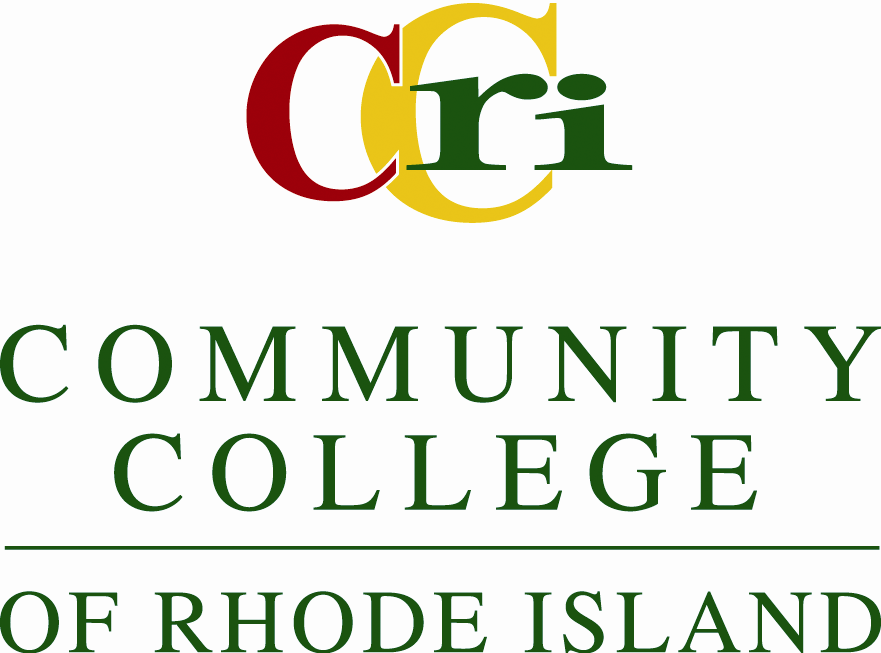 CCri
COMMUNITY
COLLEGE
OF RHODE ISLAND